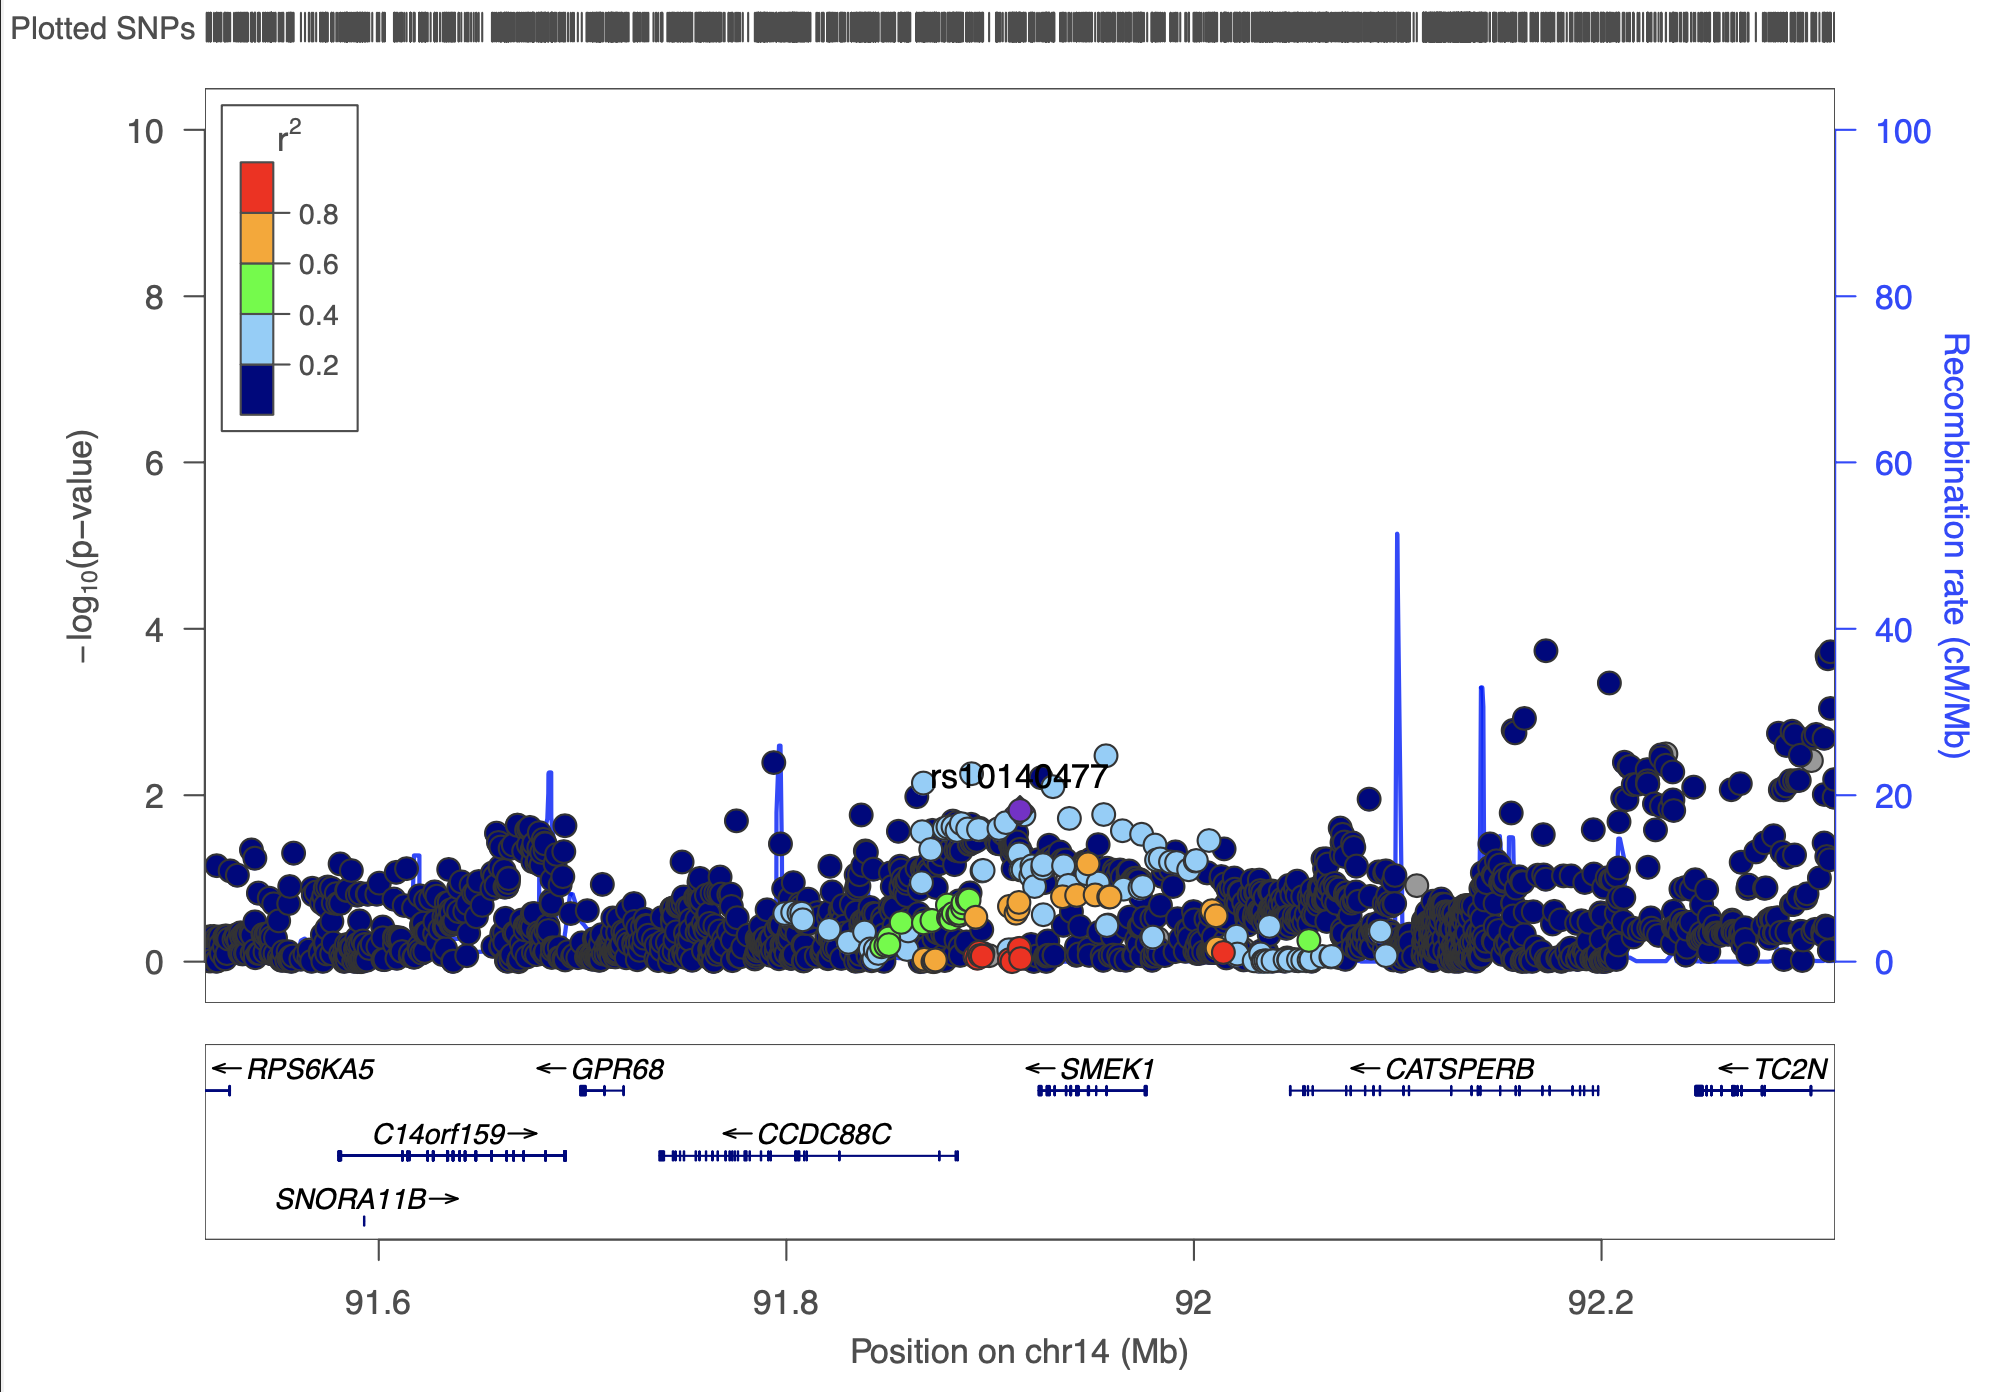 Plotted SNPs
r2
0.8
0.6
0.4
0.2
10
8
6
4
2
0
−log10(p−value)
100
80
60
40
20
0
Recombination rate (cM/Mb)
rs10140477
←RPS6KA5
←GPR68
←SMEK1
←CATSPERB
←TC2N
C14orf159→
←CCDC88C
SNORA11B→
91.6
91.8
92
92.2
Position on chr14 (Mb)